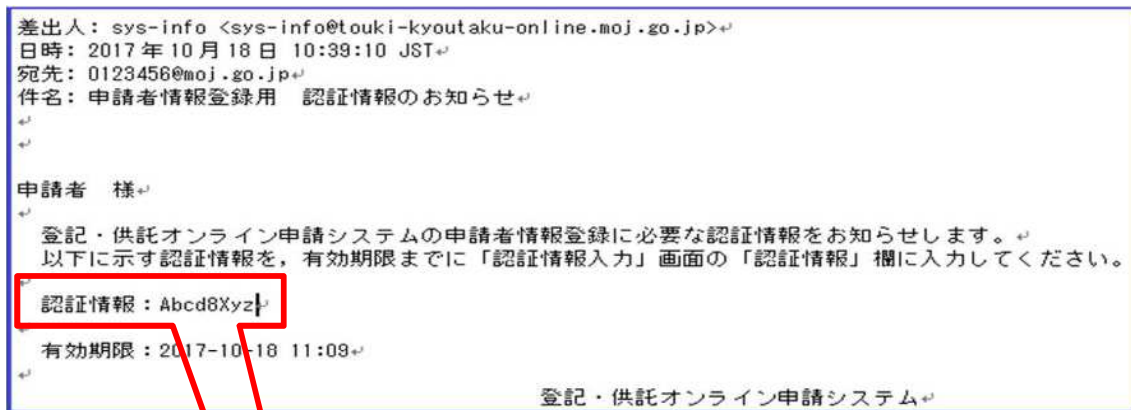 差出人: sys-info <sys-info@touki-kyoutaku-online.moj.go.jp>
日時: 2017年10月18日 10:39:10 JST
宛先: 0123456@moj.go.jp
件名: 申請者情報登録用　認証情報のお知らせ
申請者　様
登記・供託オンライン申請システムの申請者情報登録に必要な認証情報をお知らせします。
以下に示す認証情報を，有効期限までに「認証情報入力」画面の「認証情報」欄に入力してください。
認証情報：Abcd8Xyz
有効期限：2017-10-18 11:09
登記・供託オンライン申請システム